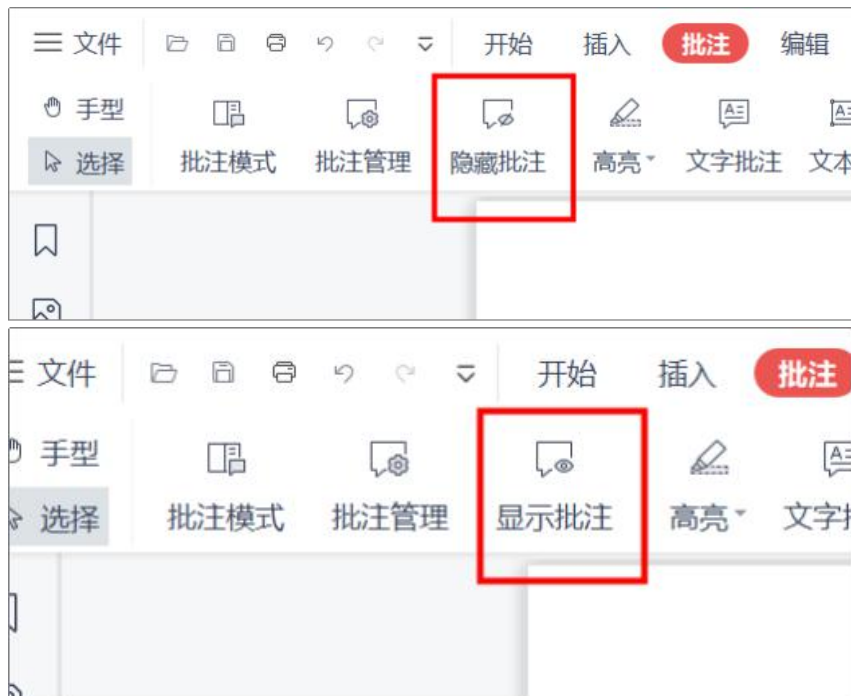 文件 开始 插入 批注 编辑
手型
批注模式 批注管理 隐藏批注 高亮 文字批注 文本
选择
文件 开始 插入 批注
手型
批注模式 批注管理 显示批注 高亮 文字
选择